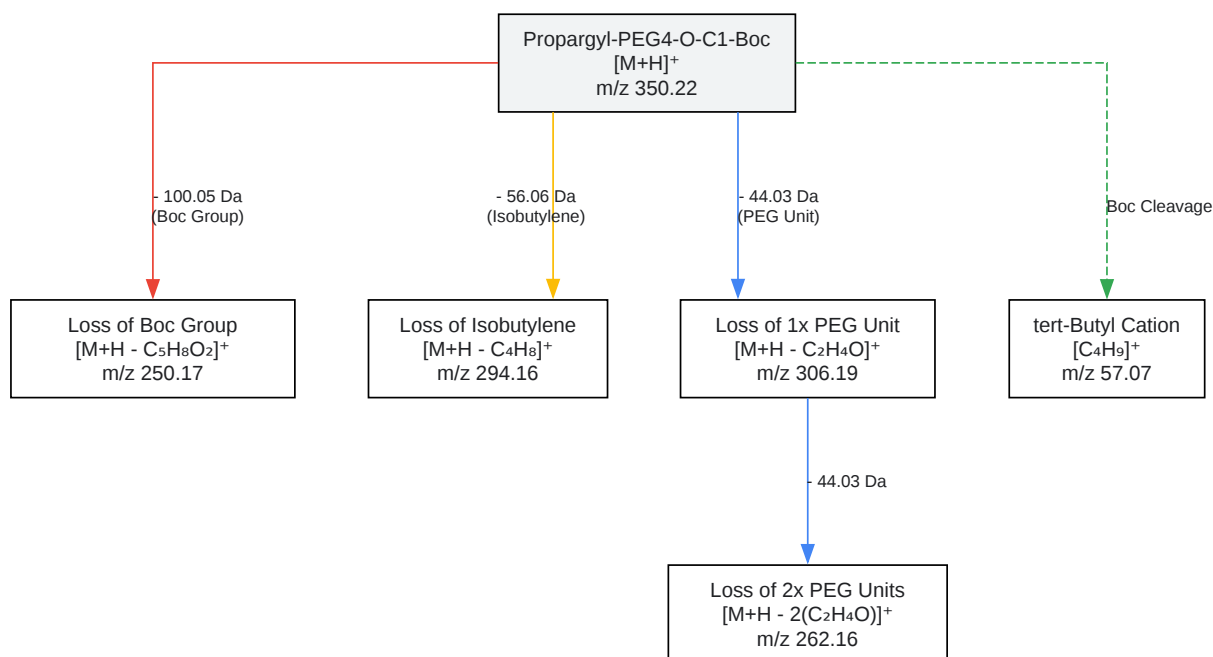 Propargyl-PEG4-O-C1-Boc
[M+H]⁺
m/z 350.22
- 100.05 Da
(Boc Group)
- 56.06 Da
(Isobutylene)
- 44.03 Da
(PEG Unit)
Boc Cleavage
Loss of Boc Group
[M+H - C₅H₈O₂]⁺
m/z 250.17
Loss of Isobutylene
[M+H - C₄H₈]⁺
m/z 294.16
Loss of 1x PEG Unit
[M+H - C₂H₄O]⁺
m/z 306.19
tert-Butyl Cation
[C₄H₉]⁺
m/z 57.07
- 44.03 Da
Loss of 2x PEG Units
[M+H - 2(C₂H₄O)]⁺
m/z 262.16